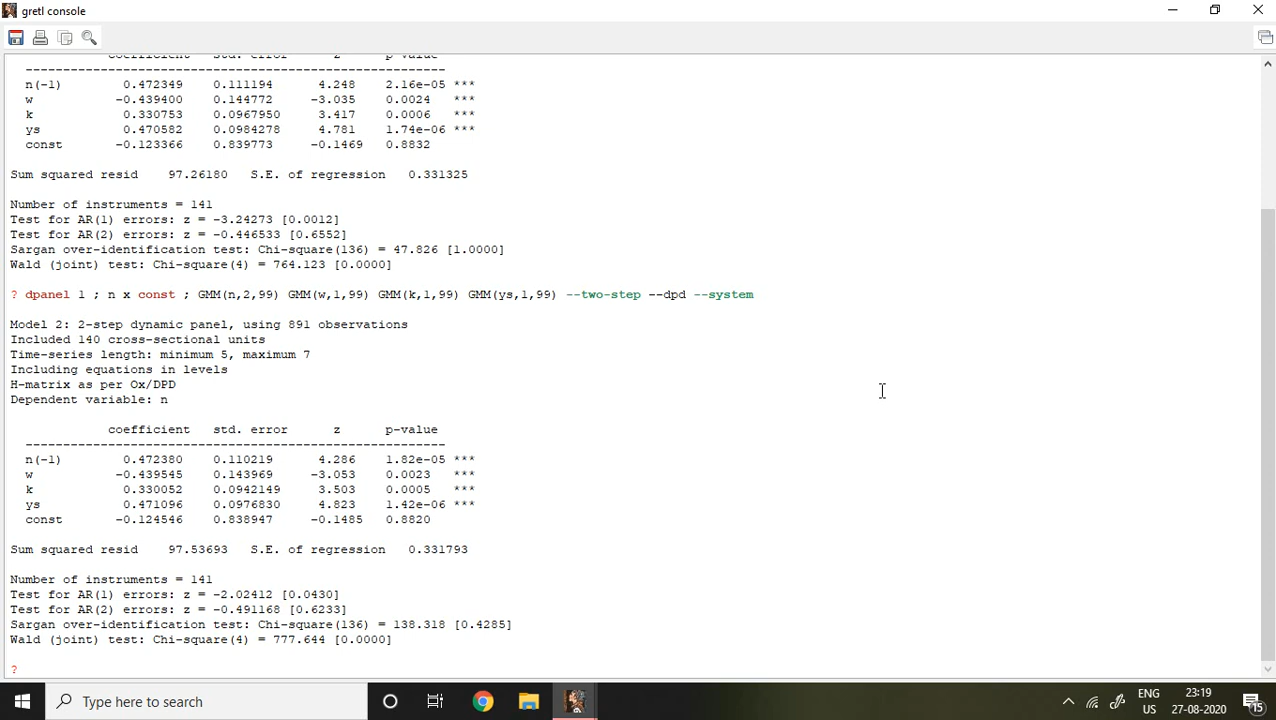 gretl console
coefficient std. error z p-value
--------------------------------------------------------
n(-1) 0.472349 0.111194 4.248 2.16e-05 ***
w −0.439400 0.144772 −3.035 0.0024 ***
k 0.330753 0.0967950 3.417 0.0006 ***
ys 0.470582 0.0984278 4.781 1.74e-06 ***
const −0.123366 0.839773 −0.1469 0.8832
Sum squared resid 97.26180 S.E. of regression 0.331325
Number of instruments = 141
Test for AR(1) errors: z = -3.24273 [0.0012]
Test for AR(2) errors: z = -0.446533 [0.6552]
Sargan over-identification test: Chi-square(136) = 47.826 [1.0000]
Wald (joint) test: Chi-square(4) = 764.123 [0.0000]
? dpanel 1 ; n x const ; GMM(n,2,99) GMM(w,1,99) GMM(k,1,99) GMM(ys,1,99) --two-step --dpd --system
Model 2: 2-step dynamic panel, using 891 observations
Included 140 cross-sectional units
Time-series length: minimum 5, maximum 7
Including equations in levels
H-matrix as per Ox/DPD
Dependent variable: n
coefficient std. error z p-value
--------------------------------------------------------
n(-1) 0.472380 0.110219 4.286 1.82e-05 ***
w −0.439545 0.143969 −3.053 0.0023 ***
k 0.330052 0.0942149 3.503 0.0005 ***
ys 0.471096 0.0976830 4.823 1.42e-06 ***
const −0.124546 0.838947 −0.1485 0.8820
Sum squared resid 97.53693 S.E. of regression 0.331793
Number of instruments = 141
Test for AR(1) errors: z = -2.02412 [0.0430]
Test for AR(2) errors: z = -0.491168 [0.6233]
Sargan over-identification test: Chi-square(136) = 138.318 [0.4285]
Wald (joint) test: Chi-square(4) = 777.644 [0.0000]
?
Type here to search
ENG
US
23:19
27-08-2020
15